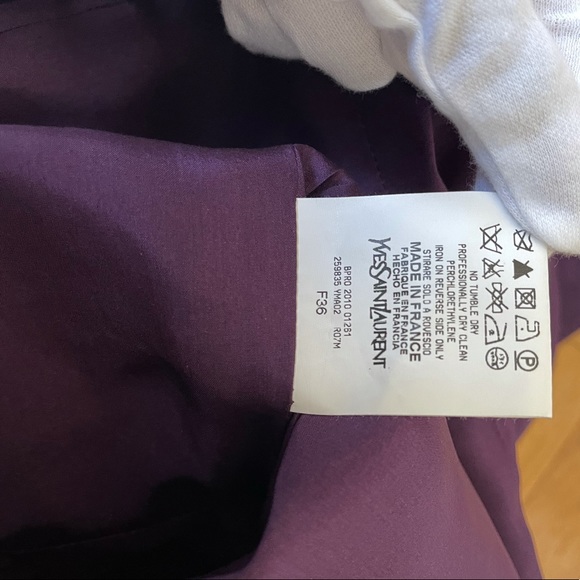 NO TUMBLE DRY
PROFESSIONALLY DRY CLEAN
PERCHLORETHYLENE
IRON ON REVERSE SIDE ONLY
STIRARE SOLO A ROVESCIO
MADE IN FRANCE
FABRIQUE EN FRANCE
HECHO EN FRANCIA
YVESSAINTLAURENT
BPRO 2010 01281
259835 YMA02 R07M
F36
P